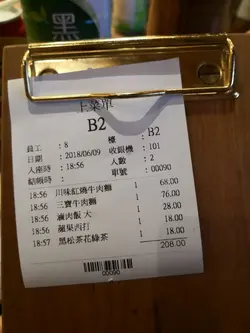 黑
上菜單
B2
員工 : 8
檯 : B2
日期 : 2018/06/09
收銀機 : 101
入座時 : 18:56
人數 : 2
結帳時 :
單號 : 00090
18:56 川味紅燒牛肉麵 1 68.00
18:56 三寶牛肉麵 1 76.00
18:56 滷肉飯 大 1 28.00
18:56 蘋果西打 1 18.00
18:57 黑松茶花綠茶 1 18.00
208.00
00090